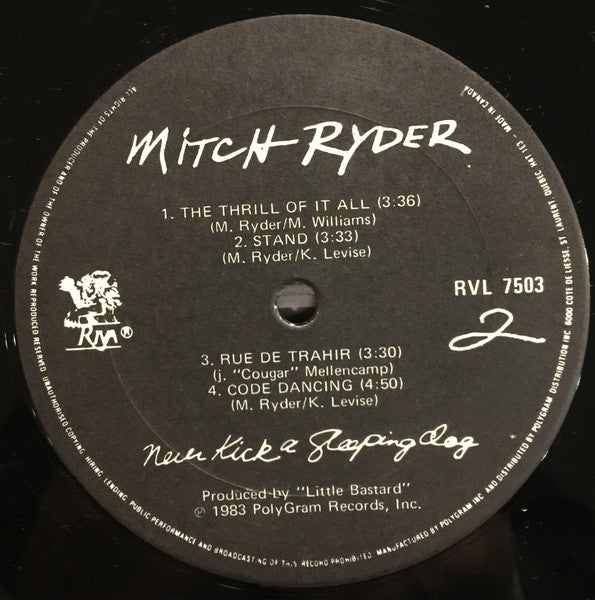 MITCH RYDER
1. THE THRILL OF IT ALL (3:36)
(M. Ryder/M. Williams)
2. STAND (3:33)
(M. Ryder/K. Levise)
RVL 7503
2
RM®
3. RUE DE TRAHIR (3:30)
(j. "Cougar" Mellencamp)
4. CODE DANCING (4:50)
(M. Ryder/K. Levise)
Never Kick a Sleeping Dog
Produced by "Little Bastard"
℗ 1983 PolyGram Records, Inc.
ALL RIGHTS OF THE PRODUCER AND OF THE OWNER OF THE WORK REPRODUCED RESERVED. UNAUTHORISED COPYING, HIRING, LENDING, PUBLIC PERFORMANCE AND BROADCASTING OF THIS RECORD PROHIBITED. MANUFACTURED BY POLYGRAM INC AND DISTRIBUTED BY POLYGRAM DISTRIBUTION INC 6000 COTE DE LIESSE, ST LAURENT, QUEBEC H4T 1E3 - MADE IN CANADA